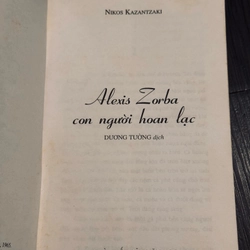 NIKOS KAZANTZAKI
Alexis Zorba
con người hoan lạc
DƯƠNG TƯỜNG dịch